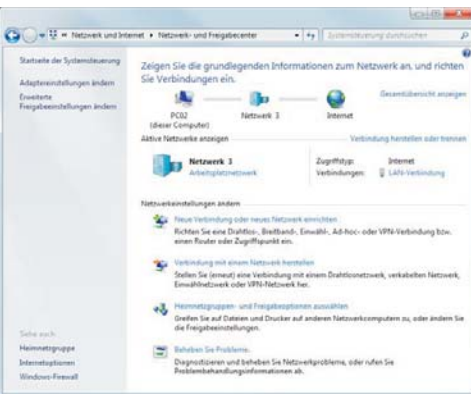 « Netzwerk und Internet ▸ Netzwerk- und Freigabecenter
Systemsteuerung durchsuchen
Startseite der Systemsteuerung
Adaptereinstellungen ändern
Erweiterte
Freigabeeinstellungen ändern
Siehe auch
Heimnetzgruppe
Internetoptionen
Windows-Firewall
Zeigen Sie die grundlegenden Informationen zum Netzwerk an, und richten
Sie Verbindungen ein.
PC02
(dieser Computer)
Netzwerk 3
Internet
Gesamtübersicht anzeigen
Aktive Netzwerke anzeigen
Verbindung herstellen oder trennen
Netzwerk 3
Arbeitsplatznetzwerk
Zugriffstyp: Internet
Verbindungen: LAN-Verbindung
Netzwerkeinstellungen ändern
Neue Verbindung oder neues Netzwerk einrichten
Richten Sie eine Drahtlos-, Breitband-, Einwähl-, Ad-hoc- oder VPN-Verbindung bzw.
einen Router oder Zugriffspunkt ein.
Verbindung mit einem Netzwerk herstellen
Stellen Sie (erneut) eine Verbindung mit einem Drahtlosnetzwerk, verkabelten Netzwerk,
Einwählnetzwerk oder VPN-Netzwerk her.
Heimnetzgruppen- und Freigabeoptionen auswählen
Greifen Sie auf Dateien und Drucker auf anderen Netzwerkcomputern zu, oder ändern Sie
die Freigabeeinstellungen.
Beheben Sie Probleme.
Diagnostizieren und beheben Sie Netzwerkprobleme, oder rufen Sie
Problembehandlungsinformationen ab.